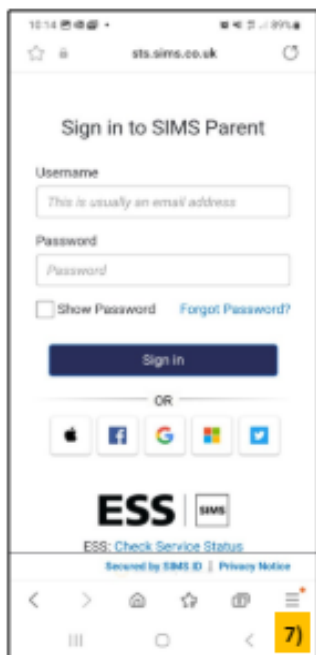 10:14
89%
sts.sims.co.uk
Sign in to SIMS Parent
Username
This is usually an email address
Password
Password
Show Password Forgot Password?
Sign in
OR
ESS SIMS
ESS: Check Service Status
Secured by SIMS ID | Privacy Notice
7)